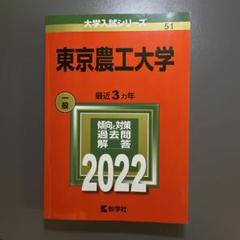 大学入試シリーズ
51
東京農工大学
一般
最近3カ年
傾向と対策
過去問
解答
2022
教学社